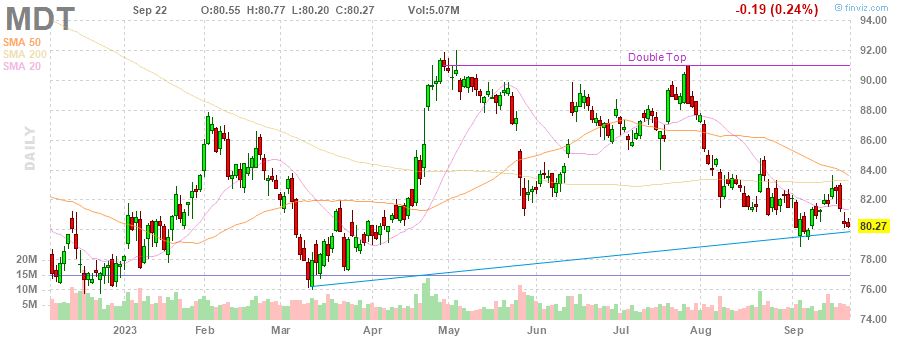 MDT Sep 22 O:80.55 H:80.77 L:80.20 C:80.27 Vol:5.07M -0.19 (0.24%)
© finviz.com
SMA 50
SMA 200
SMA 20
DAILY
Double Top
94.00
92.00
90.00
88.00
86.00
84.00
82.00
80.27
78.00
76.00
74.00
20M
15M
10M
5M
2023 Feb Mar Apr May Jun Jul Aug Sep